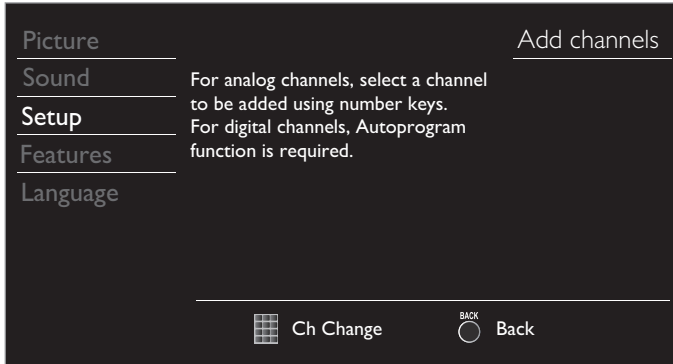 Picture
Add channels
Sound
Setup
Features
Language
For analog channels, select a channel
to be added using number keys.
For digital channels, Autoprogram
function is required.
Ch Change
BACK
Back